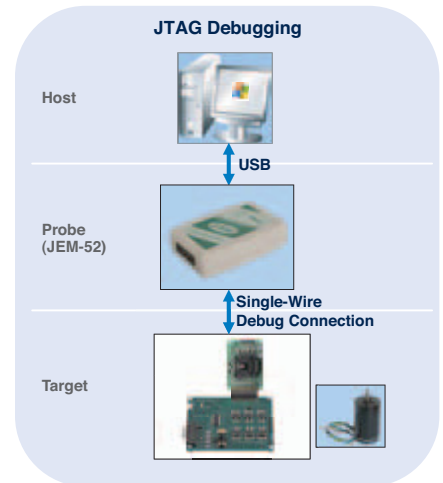 JTAG Debugging
Host
USB
Probe
(JEM-52)
Single-Wire
Debug Connection
Target